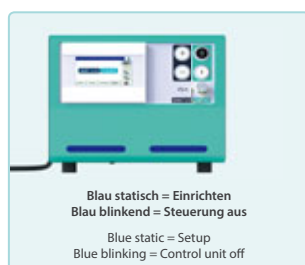 Blau statisch = Einrichten
Blau blinkend = Steuerung aus
Blue static = Setup
Blue blinking = Control unit off